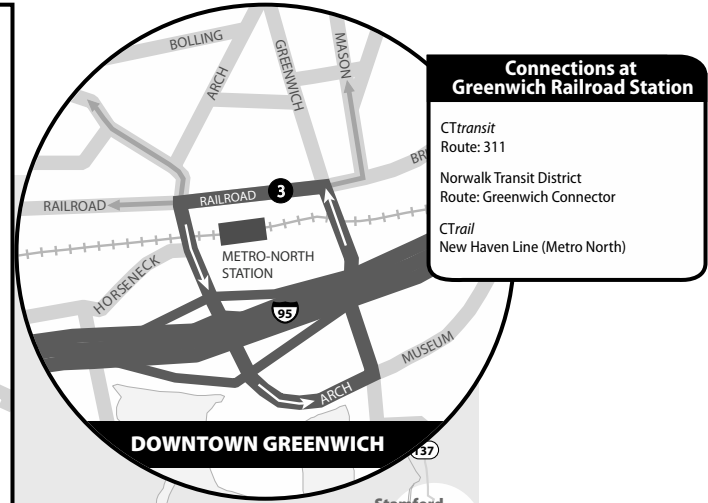 BOLLING
ARCH
GREENWICH
MASON
RAILROAD
RAILROAD
3
METRO-NORTH
STATION
HORSENECK
95
MUSEUM
ARCH
DOWNTOWN GREENWICH
137
Stamford
Connections at
Greenwich Railroad Station
CTtransit
Route: 311
Norwalk Transit District
Route: Greenwich Connector
CTrail
New Haven Line (Metro North)